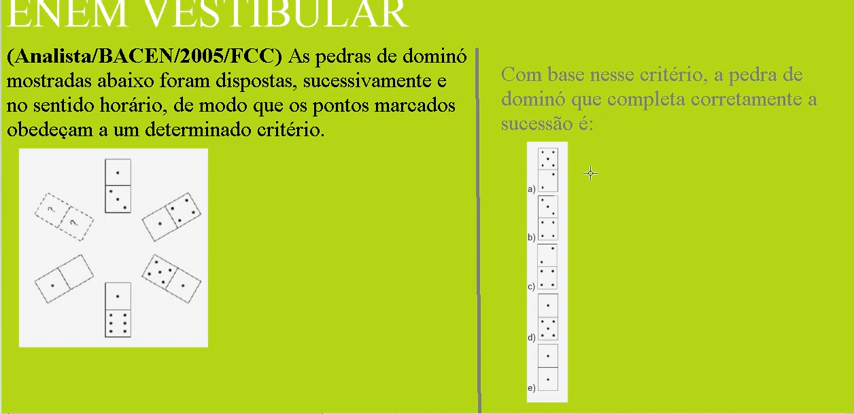 ENEM VESTIBULAR
(Analista/BACEN/2005/FCC) As pedras de dominó
mostradas abaixo foram dispostas, sucessivamente e
no sentido horário, de modo que os pontos marcados
obedeçam a um determinado critério.
? ?
Com base nesse critério, a pedra de
dominó que completa corretamente a
sucessão é:
a)
b)
c)
d)
e)